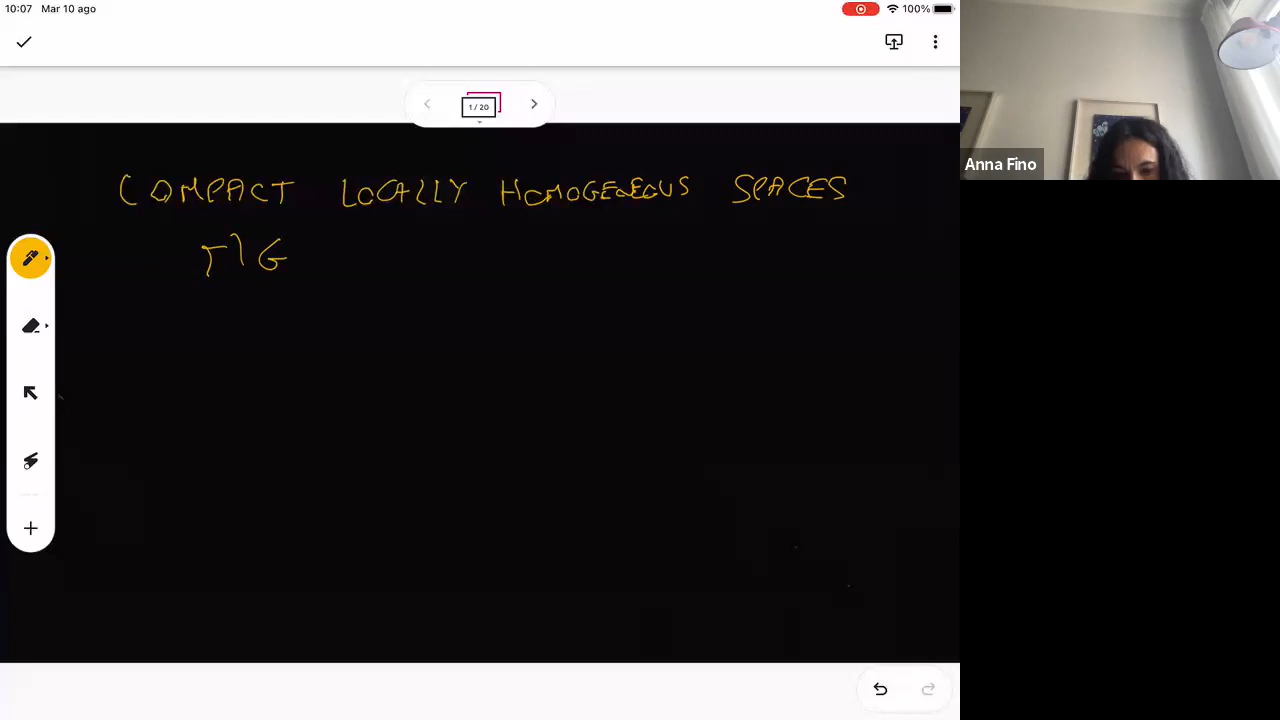 10:07 Mar 10 ago 100%
1 / 20
COMPACT LOCALLY HOMOGENEOUS SPACES
Γ\G
Anna Fino